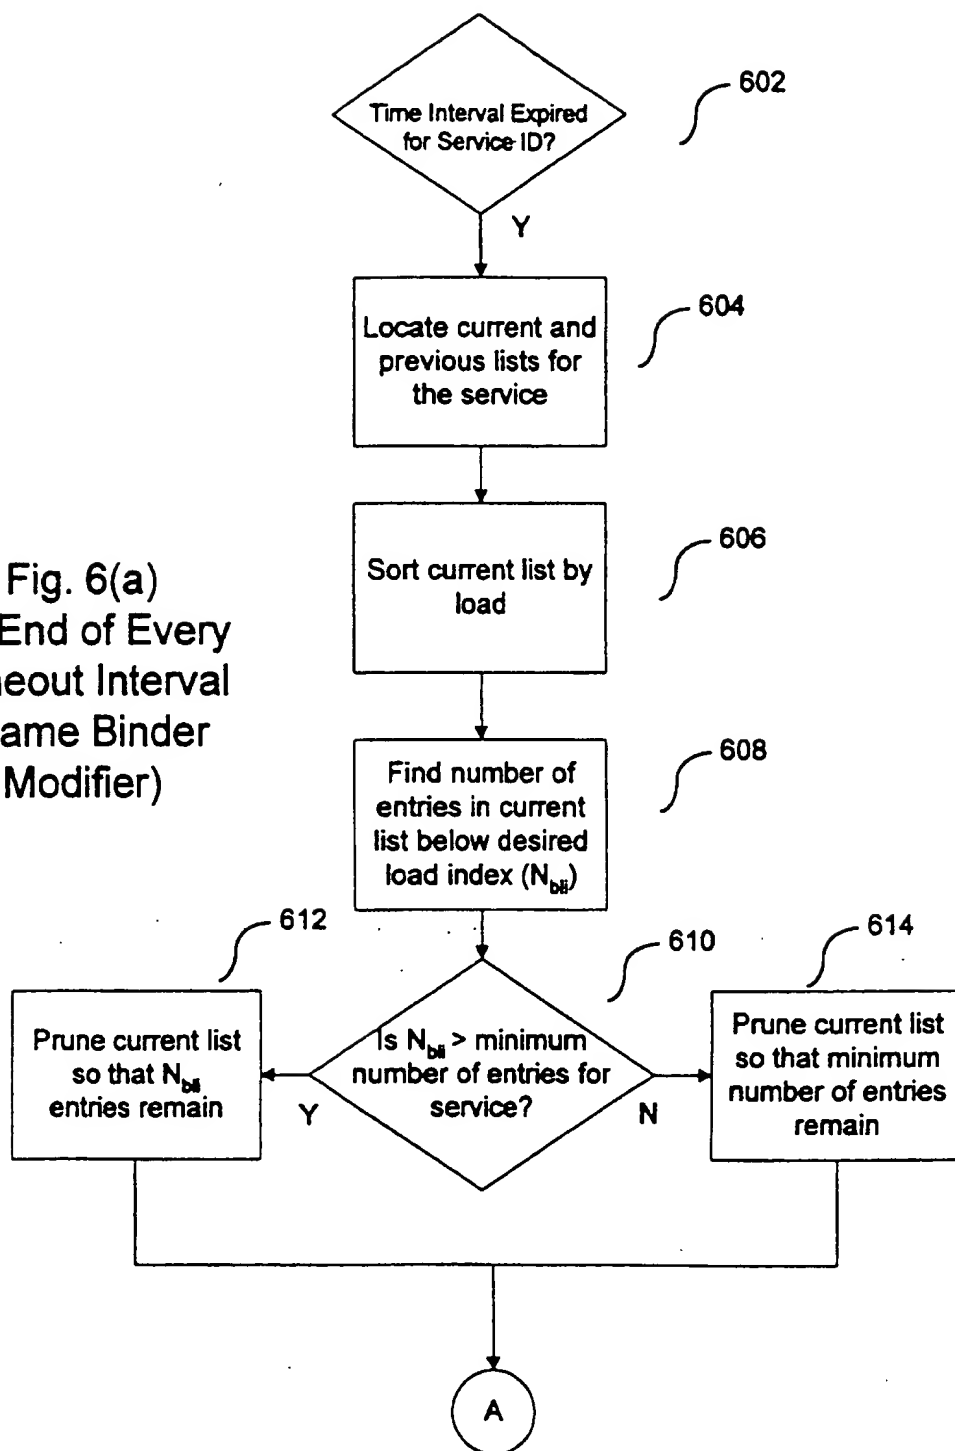 602
Time Interval Expired
for Service ID?
Y
604
Locate current and
previous lists for
the service
606
Sort current list by
load
Fig. 6(a)
End of Every
eout Interval
ame Binder
Modifier)
608
Find number of
entries in current
list below desired
load index (Nbli)
612
610
614
Prune current list
so that Nbli
entries remain
Is Nbli > minimum
number of entries for
service?
Prune current list
so that minimum
number of entries
remain
Y
N
A